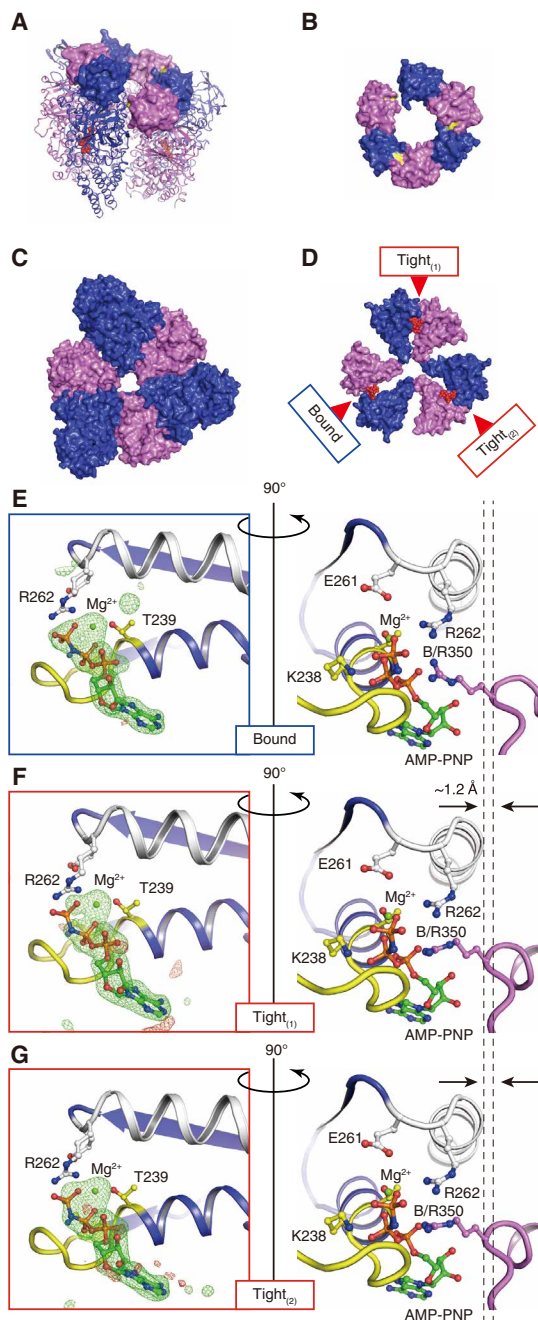 A
B
C
D
Tight(1)
Bound
Tight(2)
E
90°
R262
Mg²⁺
T239
Bound
E261
Mg²⁺
R262
B/R350
K238
AMP-PNP
F
90°
~1.2 Å
R262
Mg²⁺
T239
Tight(1)
E261
Mg²⁺
R262
B/R350
K238
AMP-PNP
G
90°
R262
Mg²⁺
T239
Tight(2)
E261
Mg²⁺
R262
B/R350
K238
AMP-PNP